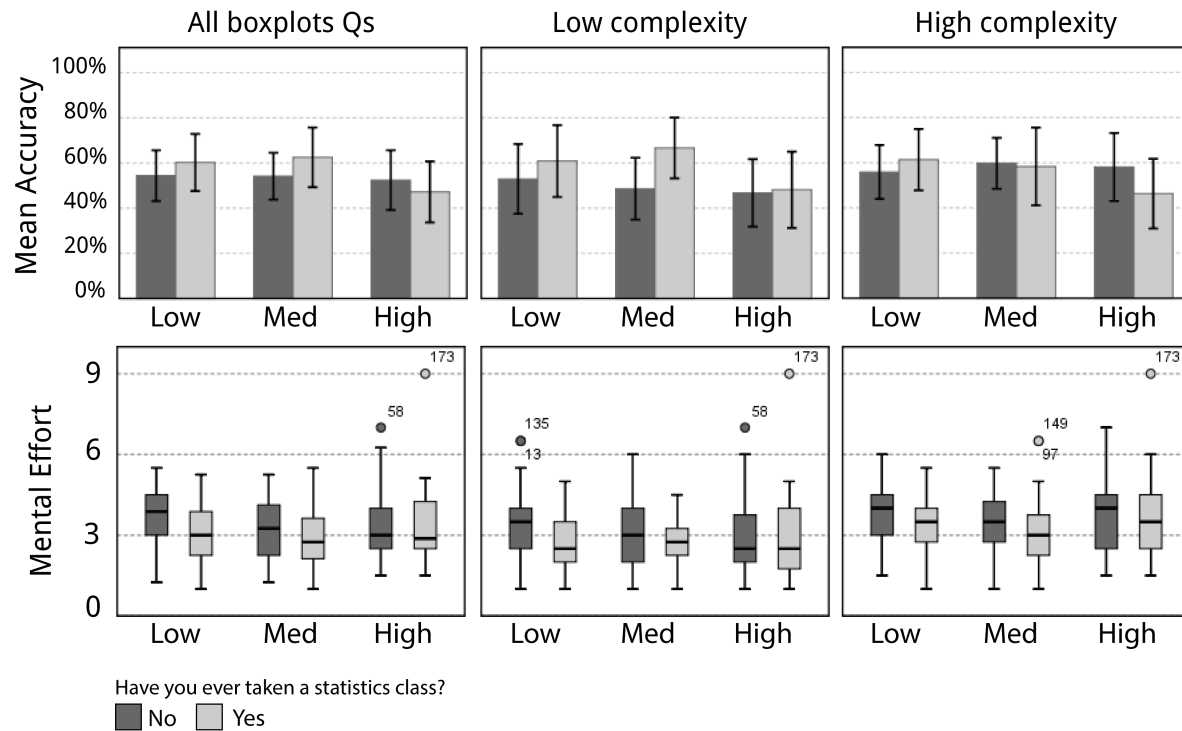 All boxplots Qs
Low complexity
High complexity
Mean Accuracy
100%
80%
60%
40%
20%
0%
Low Med High
Low Med High
Low Med High
Mental Effort
9
6
3
0
58
173
135
13
58
173
149
97
173
Low Med High
Low Med High
Low Med High
Have you ever taken a statistics class?
No Yes